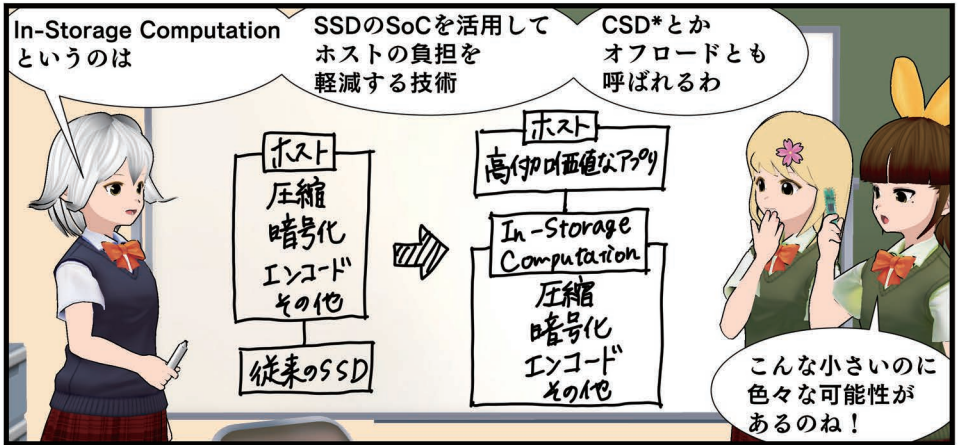 In-Storage Computation
というのは
SSDのSoCを活用して
ホストの負担を
軽減する技術
CSD*とか
オフロードとも
呼ばれるわ
ホスト
圧縮
暗号化
エンコード
その他
従来のSSD
ホスト
高付加価値なアプリ
In-Storage
Computation
圧縮
暗号化
エンコード
その他
こんな小さいのに
色々な可能性が
あるのね！